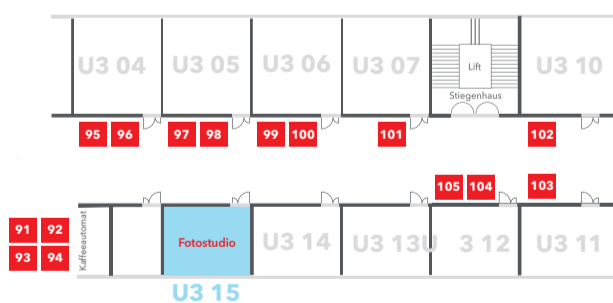 U3 04 U3 05 U3 06 U3 07 Lift U3 10
Stiegenhaus
95 96 97 98 99 100 101 102
105 104 103
91 92
93 94
Kaffeeautomat
Fotostudio U3 14 U3 13U 3 12 U3 11
U3 15